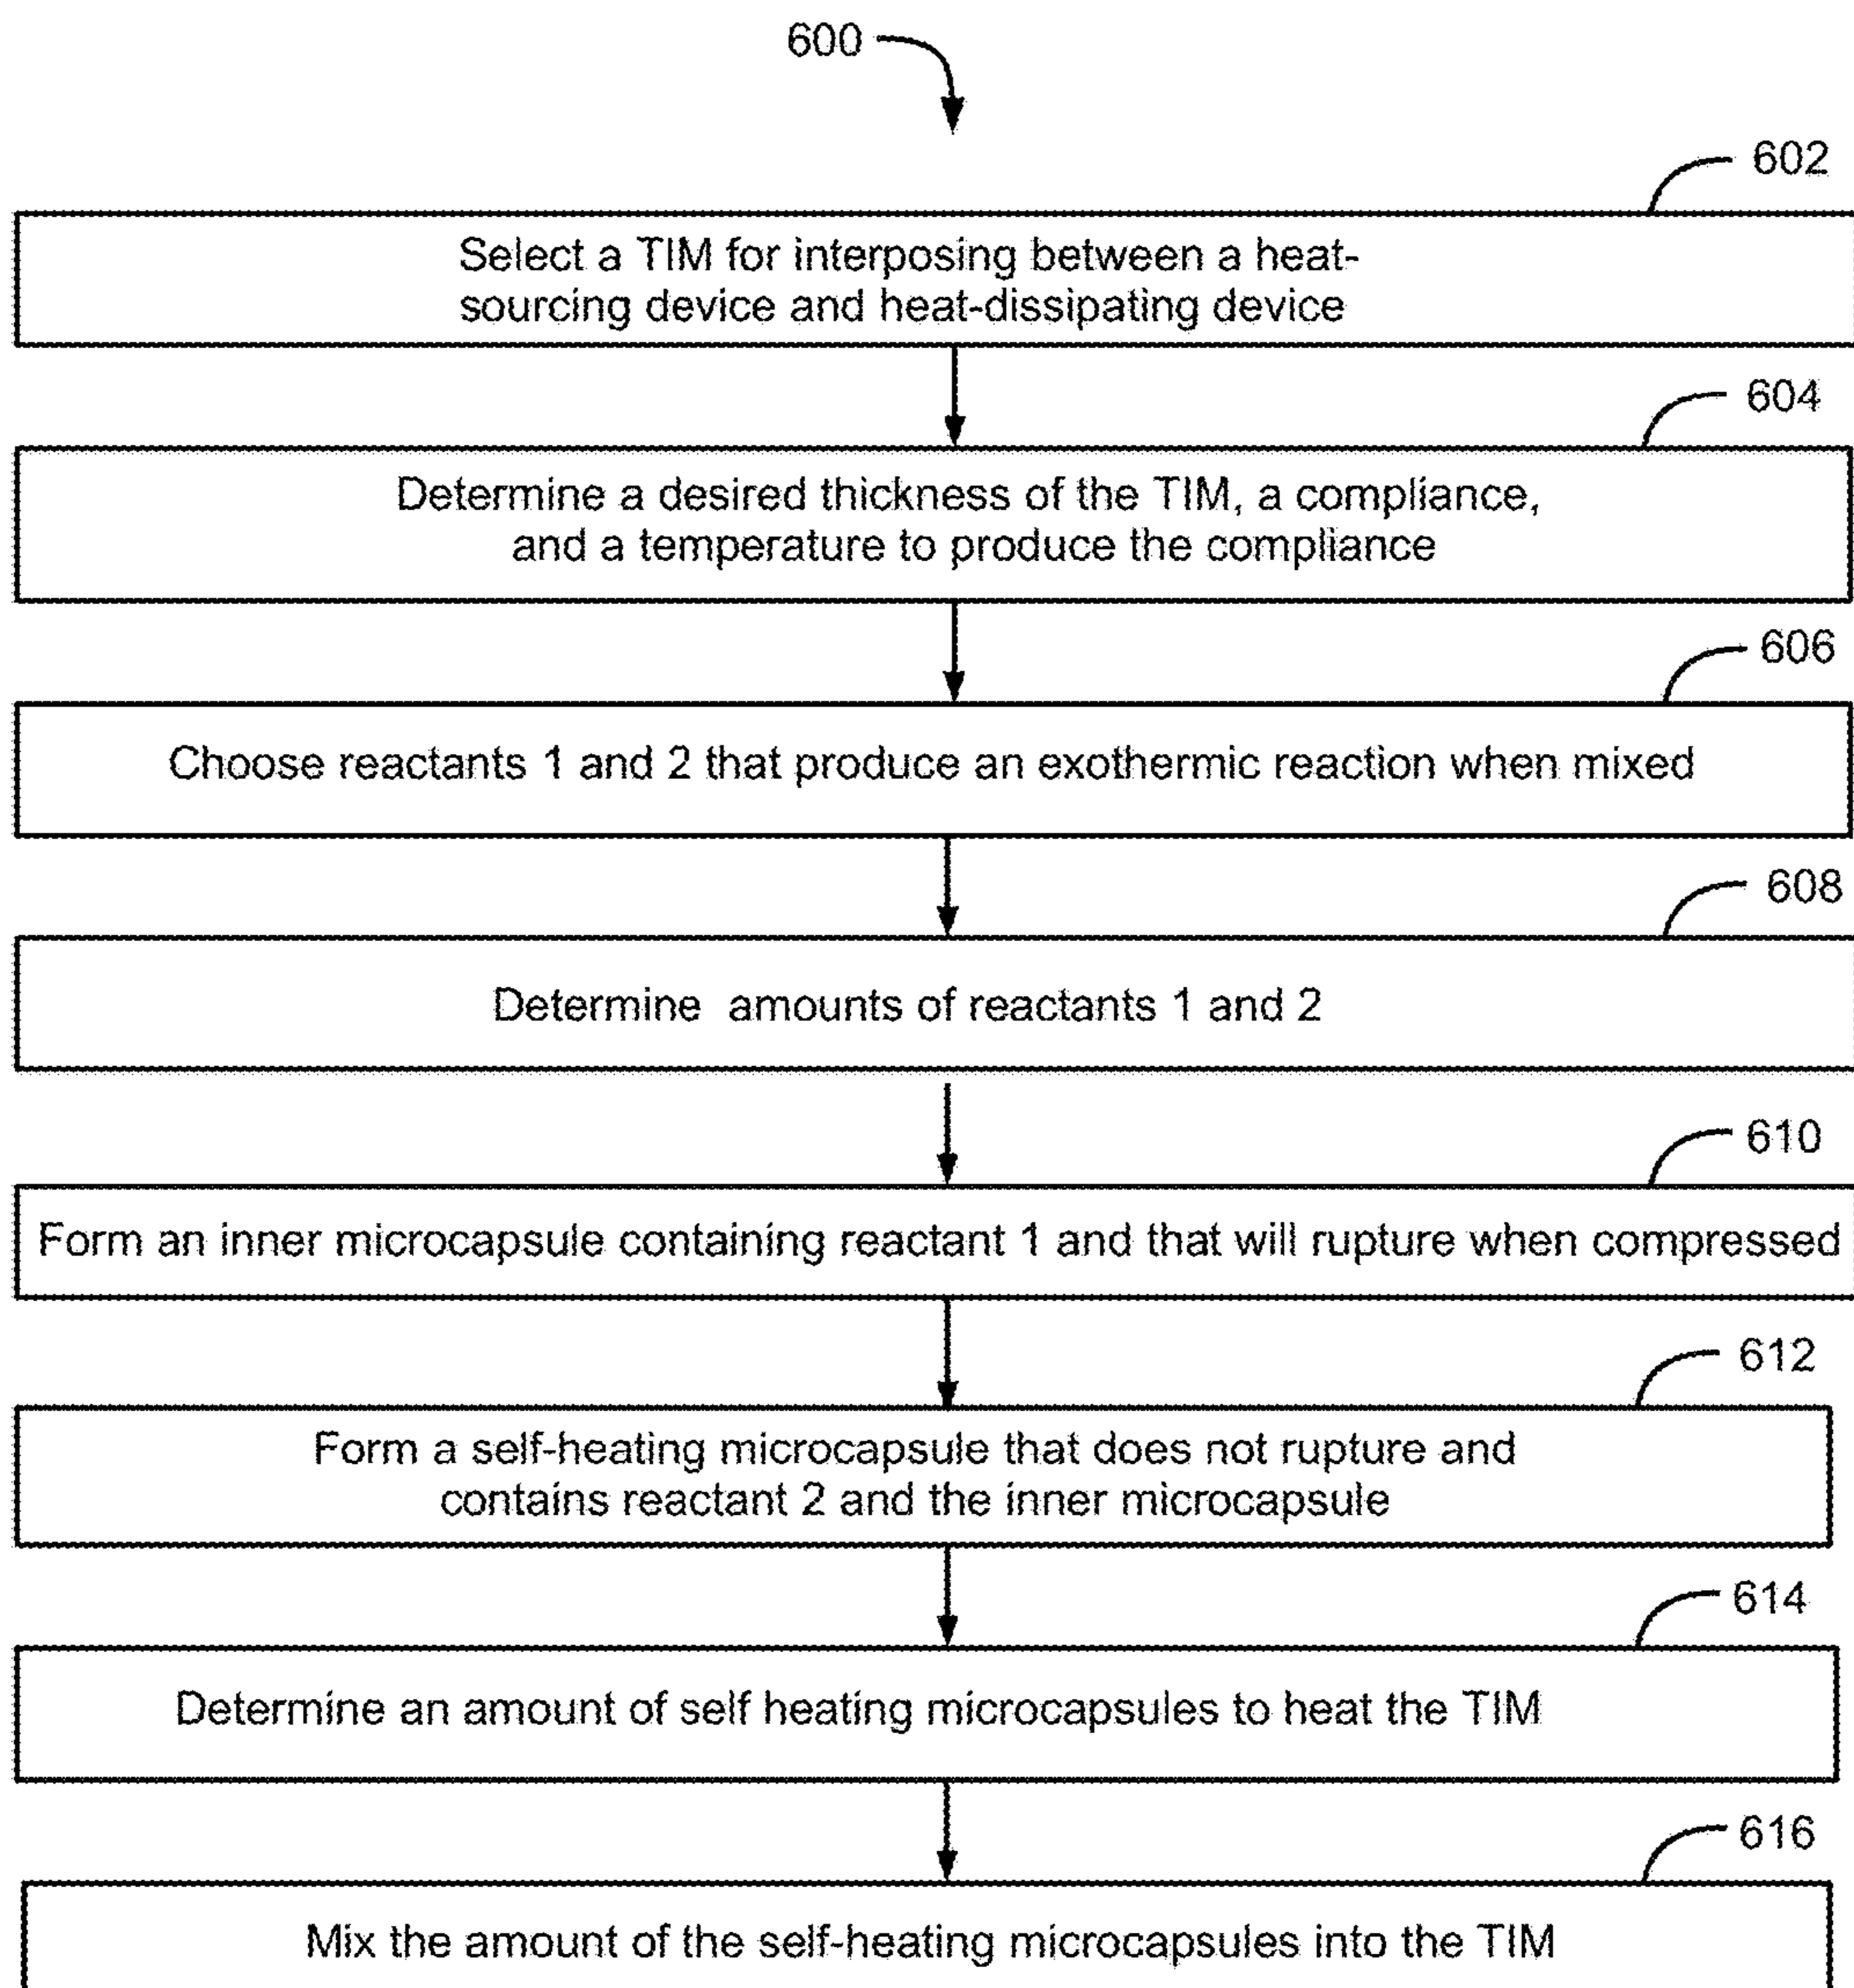 600
602
Select a TIM for interposing between a heat-
sourcing device and heat-dissipating device
604
Determine a desired thickness of the TIM, a compliance,
and a temperature to produce the compliance
606
Choose reactants 1 and 2 that produce an exothermic reaction when mixed
608
Determine amounts of reactants 1 and 2
610
Form an inner microcapsule containing reactant 1 and that will rupture when compressed
612
Form a self-heating microcapsule that does not rupture and
contains reactant 2 and the inner microcapsule
614
Determine an amount of self heating microcapsules to heat the TIM
616
Mix the amount of the self-heating microcapsules into the TIM